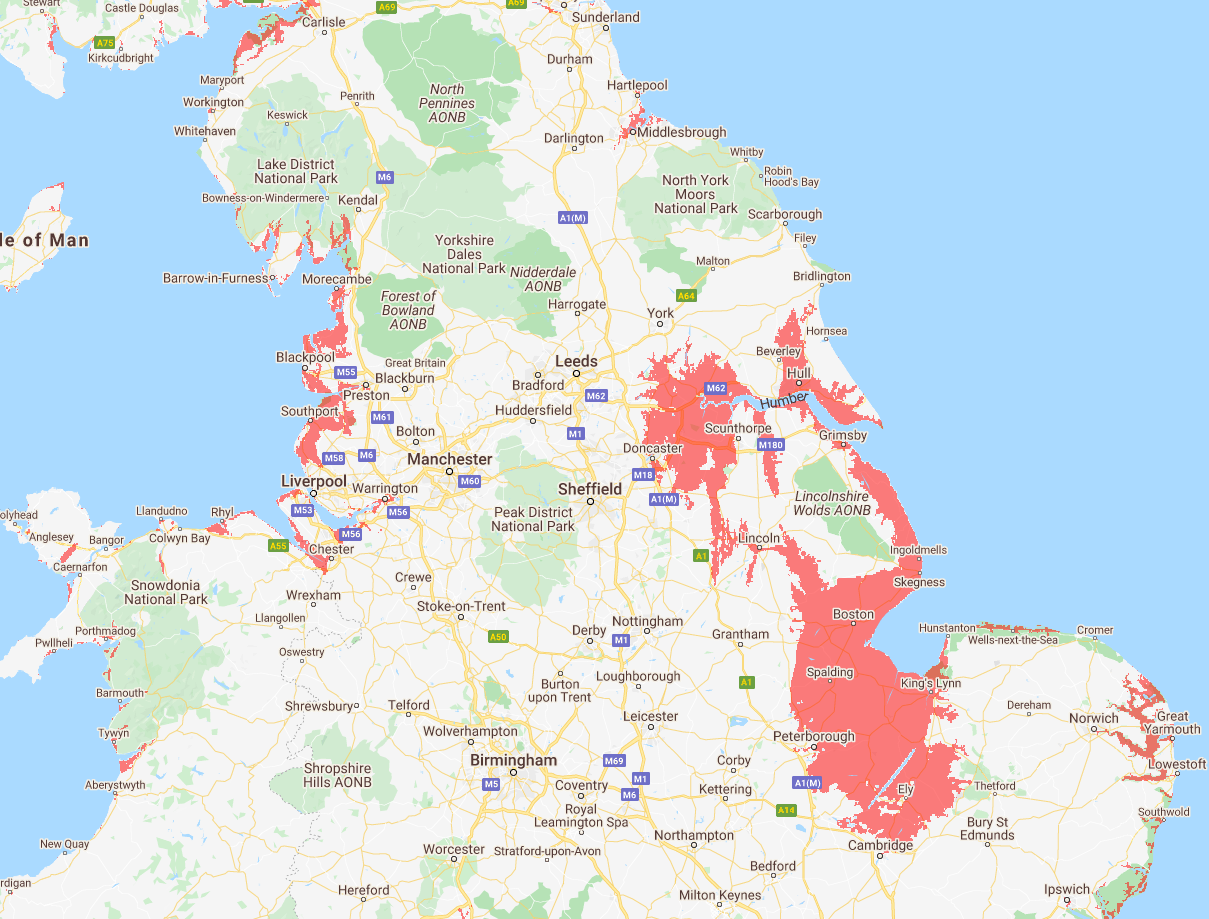 Stewart
Castle Douglas
A69
A69
Carlisle
Sunderland
A75
Kirkcudbright
Durham
Maryport
Hartlepool
North
Pennines
AONB
Penrith
Workington
Keswick
Whitehaven
Darlington
Middlesbrough
Whitby
Lake District
National Park
M6
Robin
Hood's Bay
North York
Moors
National Park
Bowness-on-Windermere
Kendal
A1(M)
Scarborough
le of Man
Yorkshire
Dales
National Park
Filey
Malton
Nidderdale
AONB
Barrow-in-Furness
Morecambe
Bridlington
Forest of
Bowland
AONB
A64
Harrogate
York
Hornsea
Blackpool
Great Britain
Leeds
Beverley
M55
Blackburn
Bradford
Hull
Preston
M62
M62
Humber
Southport
M61
Huddersfield
Bolton
M1
Scunthorpe
Grimsby
M180
M58
M6
Manchester
Doncaster
M18
Liverpool
Warrington
M60
Sheffield
A1(M)
Lincolnshire
Wolds AONB
M53
M56
Peak District
National Park
olyhead
Llandudno
Rhyl
Anglesey
Bangor
Colwyn Bay
M56
A55
Chester
Lincoln
A1
Ingoldmells
Caernarfon
Crewe
Skegness
Snowdonia
National Park
Wrexham
Stoke-on-Trent
Boston
Llangollen
Nottingham
Derby
Porthmadog
A50
M1
Grantham
Hunstanton
Cromer
Wells-next-the-Sea
Pwllheli
Oswestry
Spalding
King's Lynn
Loughborough
Burton
upon Trent
A1
Barmouth
Shrewsbury
Telford
Leicester
Dereham
Norwich
Great
Yarmouth
Tywyn
Wolverhampton
Peterborough
Birmingham
M69
Corby
Lowestoft
Shropshire
Hills AONB
M5
M1
A1(M)
Aberystwyth
Coventry
M6
Kettering
Ely
Thetford
Royal
Leamington Spa
A14
Southwold
Bury St
Edmunds
New Quay
Northampton
Cambridge
Worcester
Stratford-upon-Avon
Bedford
rdigan
Hereford
Milton Keynes
Ipswich